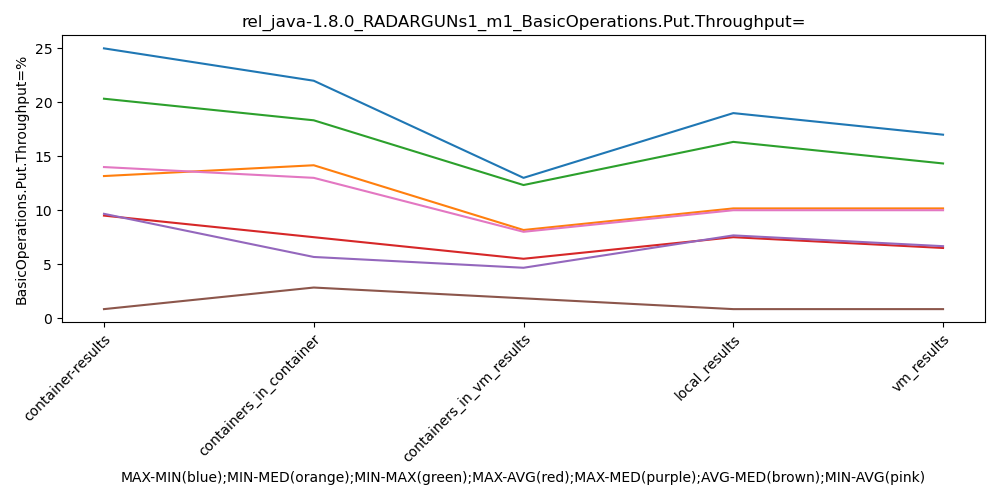 rel_java-1.8.0_RADARGUNs1_m1_BasicOperations.Put.Throughput=
BasicOperations.Put.Throughput=%
25
20
15
10
5
0
container-results
containers_in_container
containers_in_vm_results
local_results
vm_results
MAX-MIN(blue);MIN-MED(orange);MIN-MAX(green);MAX-AVG(red);MAX-MED(purple);AVG-MED(brown);MIN-AVG(pink)